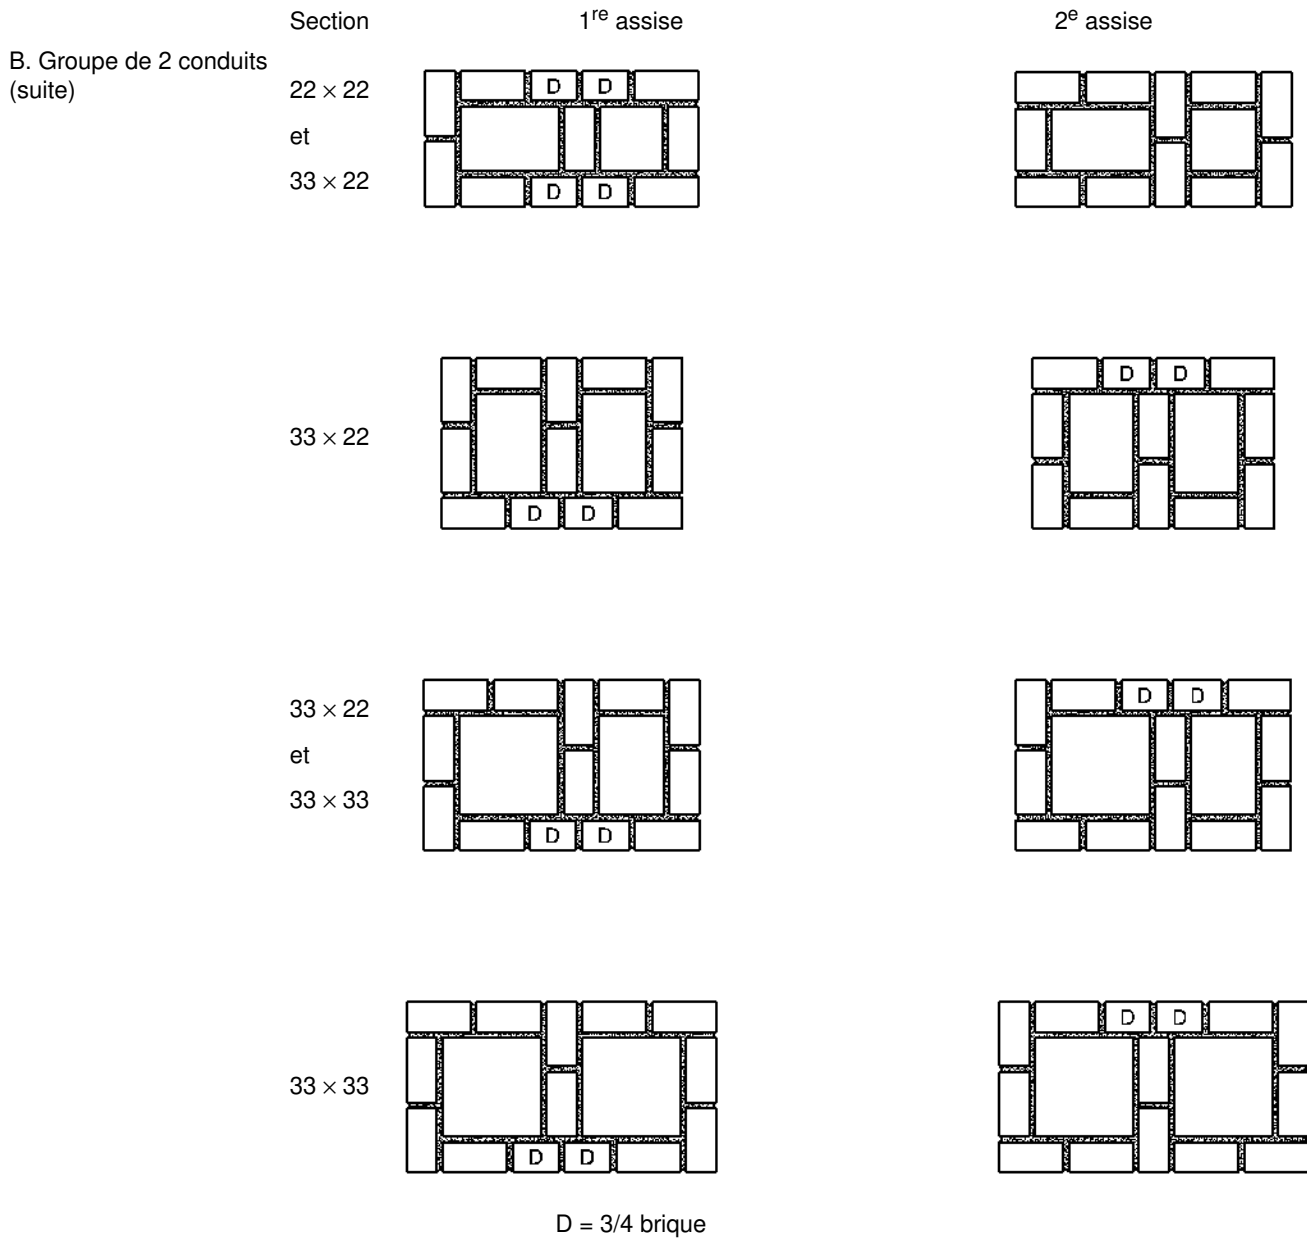 Section 1re assise 2e assise
B. Groupe de 2 conduits
(suite)
22 × 22
et
33 × 22
D D
D D
33 × 22
D D
D D
33 × 22
et
33 × 33
D D
D D
33 × 33
D D
D D
D = 3/4 brique